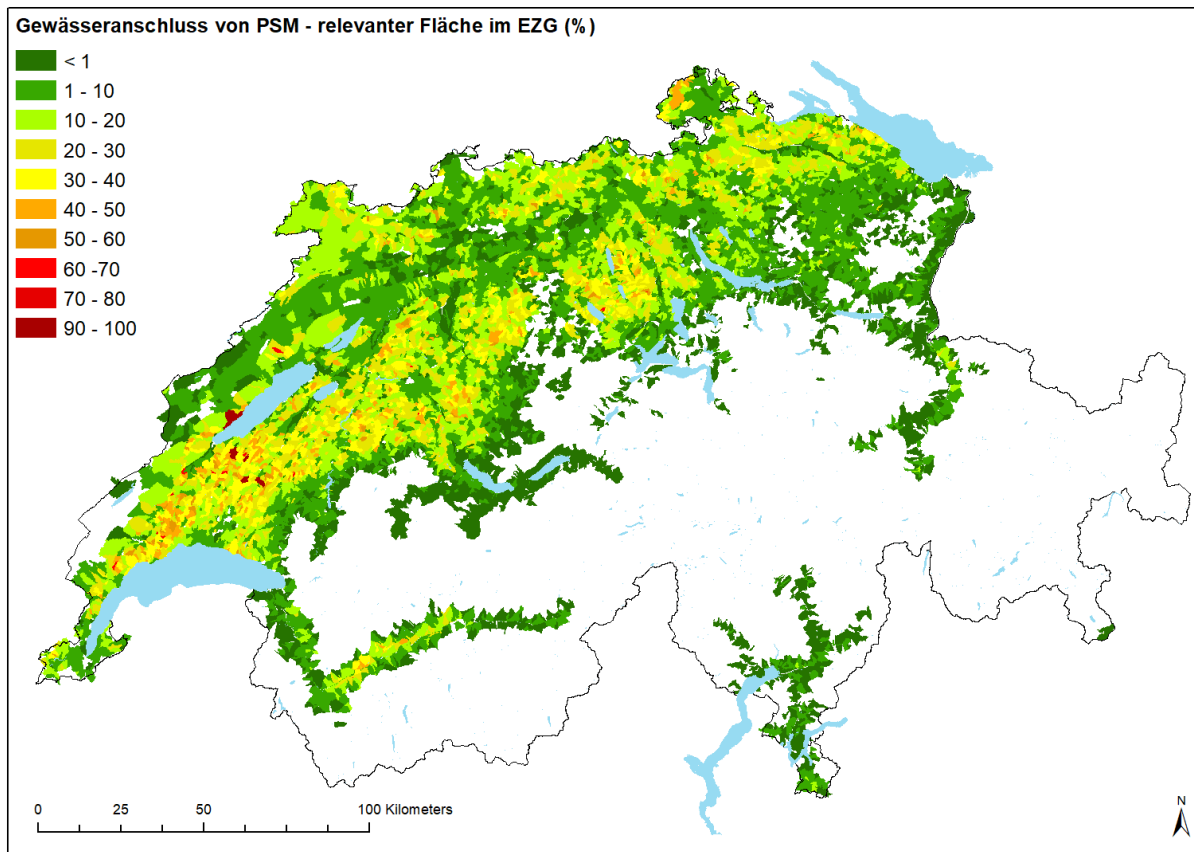 Gewässeranschluss von PSM - relevanter Fläche im EZG (%)
< 1
1 - 10
10 - 20
20 - 30
30 - 40
40 - 50
50 - 60
60 -70
70 - 80
90 - 100
0 25 50 100 Kilometers
N